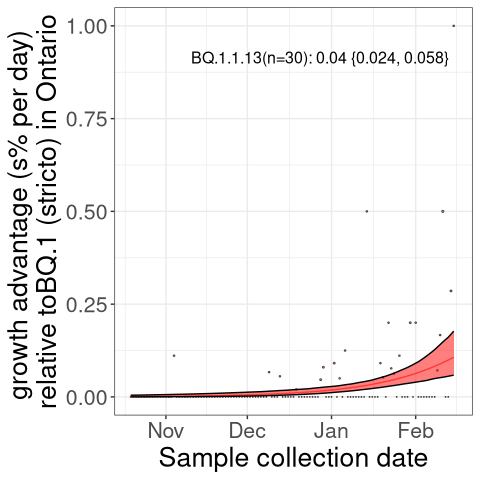 growth advantage (s% per day)
relative toBQ.1 (stricto) in Ontario
1.00
0.75
0.50
0.25
0.00
BQ.1.1.13(n=30): 0.04 {0.024, 0.058}
Nov Dec Jan Feb
Sample collection date